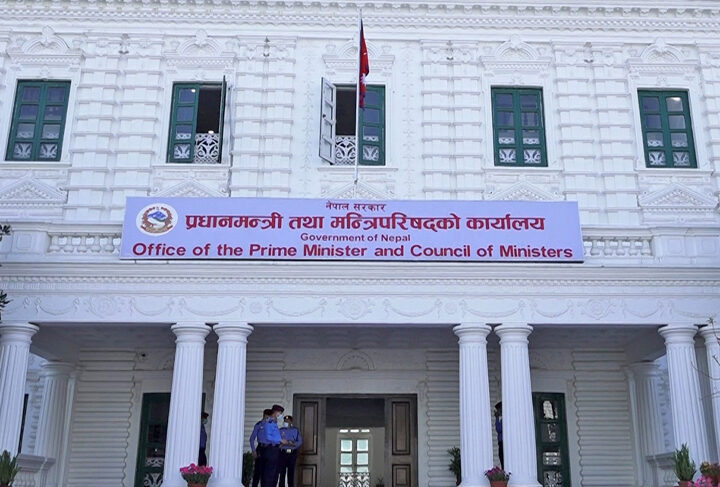 नेपाल सरकार
प्रधानमन्त्री तथा मन्त्रिपरिषद्को कार्यालय
Government of Nepal
Office of the Prime Minister and Council of Ministers